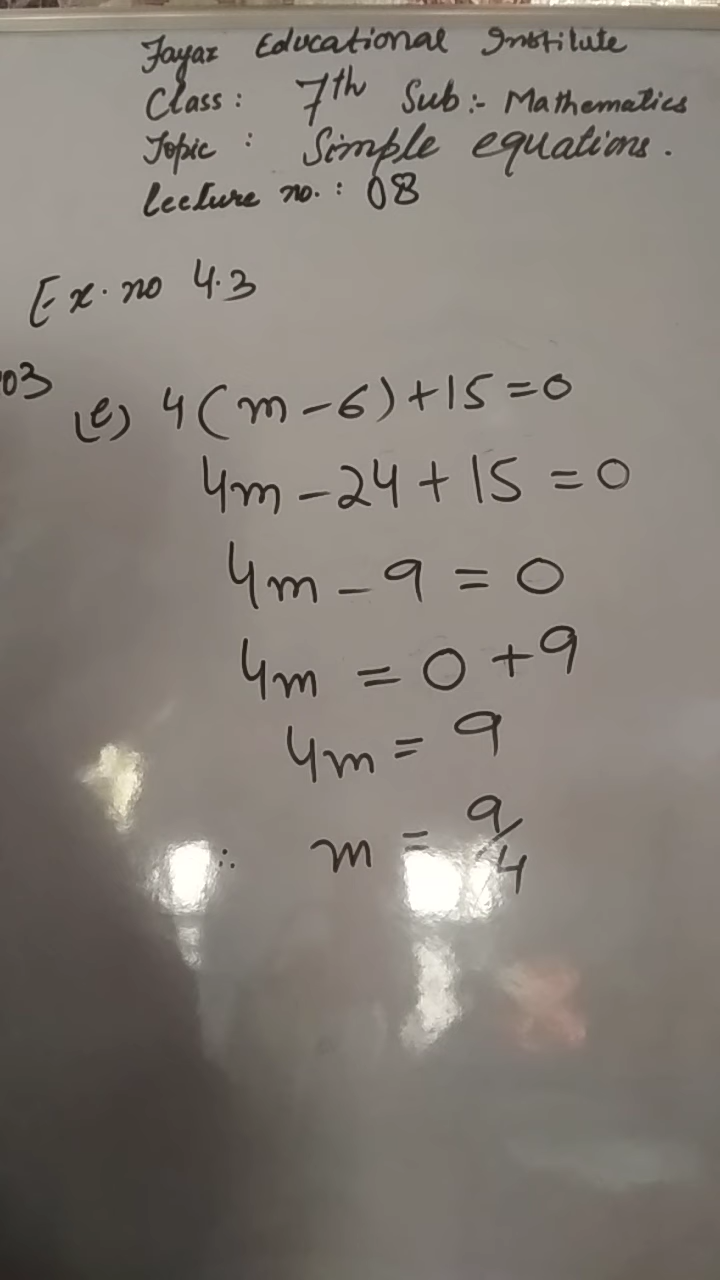 Fayaz Educational Institute
Class: 7th Sub:- Mathematics
Topic: Simple equations.
Lecture no.: 08
Ex. no 4.3
03
(e) 4(m-6)+15=0
4m-24+15=0
4m-9=0
4m=0+9
4m=9
∴ m=9/4